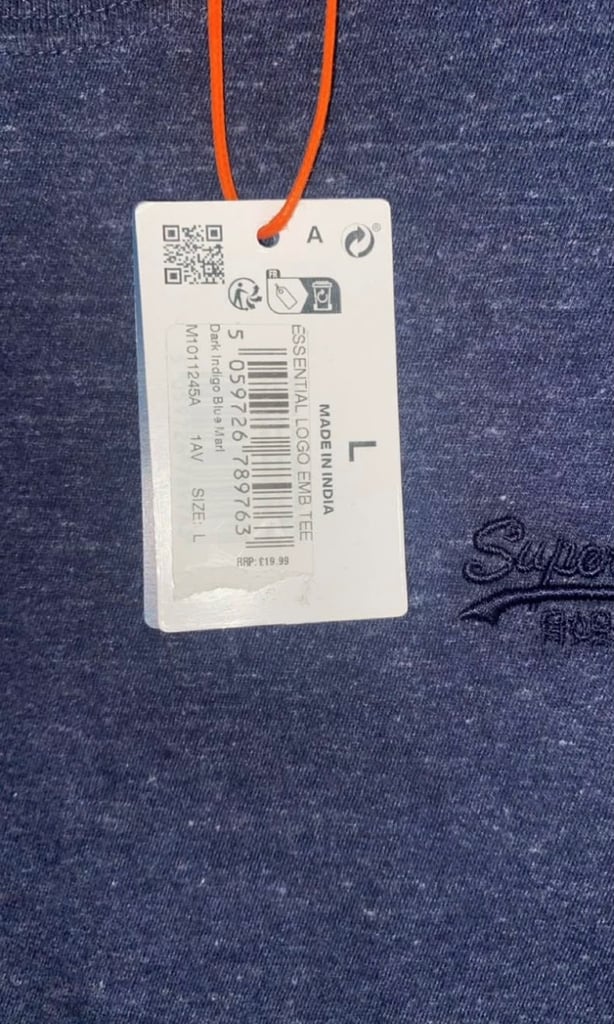 A
FR
L
MADE IN INDIA
ESSENTIAL LOGO EMB TEE
5 059726 789763
Dark Indigo Blue Marl
M1011245A 1AV SIZE: L
RRP: £19.99